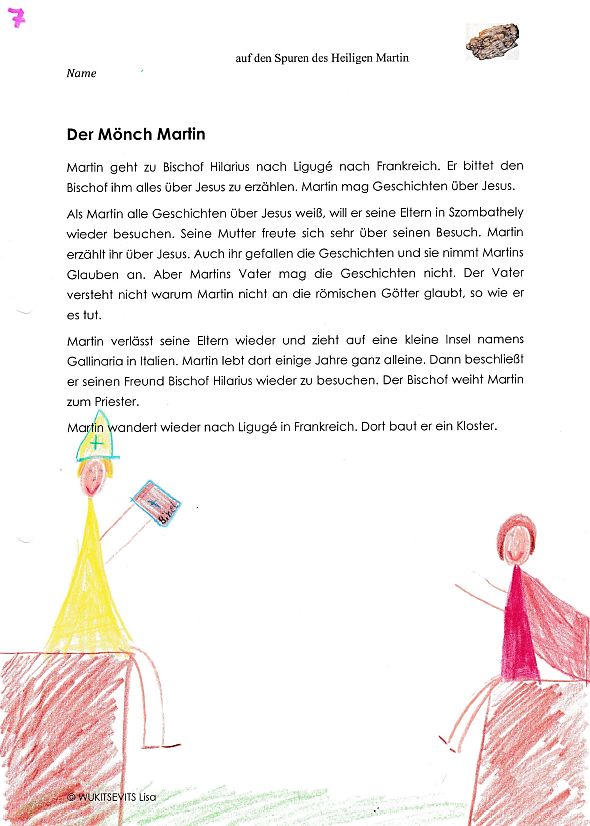 7
auf den Spuren des Heiligen Martin
Name
Der Mönch Martin
Martin geht zu Bischof Hilarius nach Ligugé nach Frankreich. Er bittet den
Bischof ihm alles über Jesus zu erzählen. Martin mag Geschichten über Jesus.
Als Martin alle Geschichten über Jesus weiß, will er seine Eltern in Szombathely
wieder besuchen. Seine Mutter freute sich sehr über seinen Besuch. Martin
erzählt ihr über Jesus. Auch ihr gefallen die Geschichten und sie nimmt Martins
Glauben an. Aber Martins Vater mag die Geschichten nicht. Der Vater
versteht nicht warum Martin nicht an die römischen Götter glaubt, so wie er
es tut.
Martin verlässt seine Eltern wieder und zieht auf eine kleine Insel namens
Gallinaria in Italien. Martin lebt dort einige Jahre ganz alleine. Dann beschließt
er seinen Freund Bischof Hilarius wieder zu besuchen. Der Bischof weiht Martin
zum Priester.
Martin wandert wieder nach Ligugé in Frankreich. Dort baut er ein Kloster.
Bibel
© WUKITSEVITS Lisa